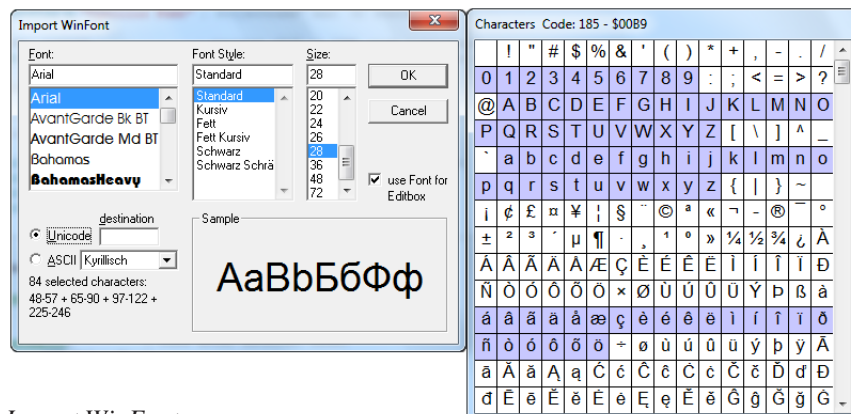 Import WinFont
Font:
Arial
Arial
AvantGarde Bk BT
AvantGarde Md BT
Bahamas
BahamasHeavy
Font Style:
Standard
Standard
Kursiv
Fett
Fett Kursiv
Schwarz
Schwarz Schrä
Size:
28
20
22
24
26
28
36
48
72
OK
Cancel
use Font for
Editbox
destination
Unicode
ASCII Kyrillisch
84 selected characters:
48-57 + 65-90 + 97-122 +
225-246
Sample
AaBbБбФф
Characters Code: 185 - $00B9
! " # $ % & ' ( ) * + , - . /
0 1 2 3 4 5 6 7 8 9 : ; < = > ?
@ A B C D E F G H I J K L M N O
P Q R S T U V W X Y Z [ \ ] ^ _
` a b c d e f g h i j k l m n o
p q r s t u v w x y z { | } ~
¡ ¢ £ ¤ ¥ ¦ § ¨ © ª « ¬ - ® ¯ °
± ² ³ ´ µ ¶ · ¸ ¹ º » ¼ ½ ¾ ¿ À
Á Â Ã Ä Å Æ Ç È É Ê Ë Ì Í Î Ï Ð
Ñ Ò Ó Ô Õ Ö × Ø Ù Ú Û Ü Ý Þ ß à
á â ã ä å æ ç è é ê ë ì í î ï ð
ñ ò ó ô õ ö ÷ ø ù ú û ü ý þ ÿ Ā
ā Ă ă Ą ą Ć ć Ĉ ĉ Ċ ċ Č č Ď ď Đ
đ Ē ē Ĕ ĕ Ė ė Ę ę Ě ě Ĝ ĝ Ğ ğ Ġ